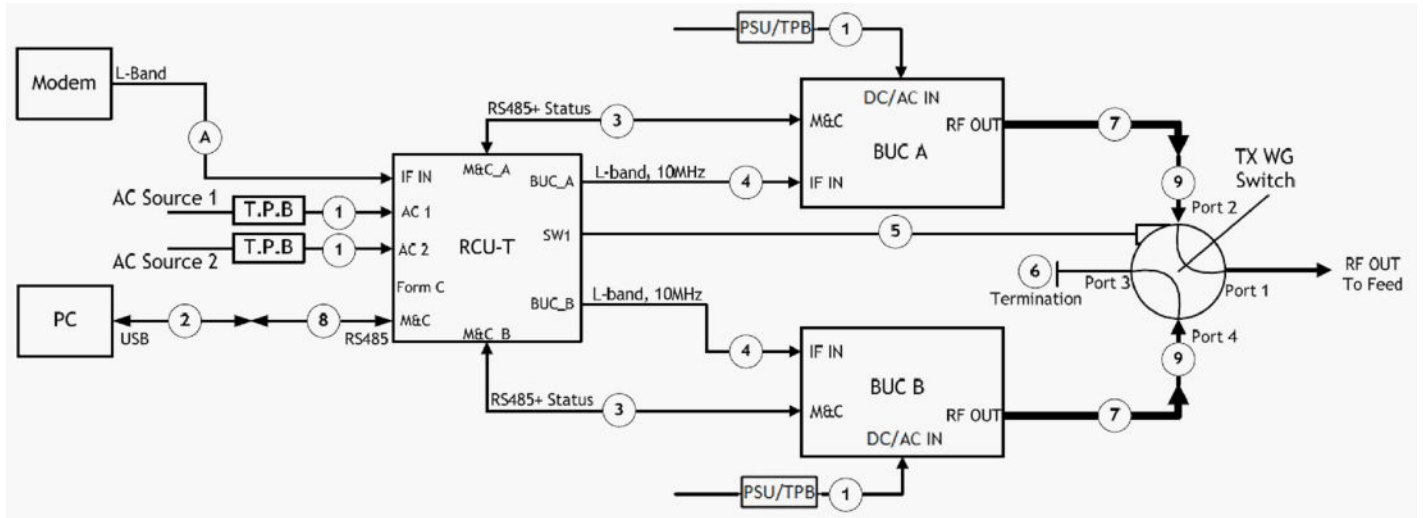 PSU/TPB 1
Modem
L-Band
A
RS485+ Status 3
DC/AC IN
M&C
RF OUT
BUC A
IF IN
7
TX WG
Switch
9
Port 2
AC Source 1
T.P.B 1
AC Source 2
T.P.B 1
IF IN
AC 1
AC 2
Form C
M&C
M&C_A
RCU-T
M&C_B
BUC_A
SW1
BUC_B
L-band, 10MHz 4
5
6
Termination
Port 3
Port 1
RF OUT
To Feed
PC
2
USB
8
RS485
L-band, 10MHz
4
Port 4
9
IF IN
BUC B
M&C
RF OUT
DC/AC IN
7
RS485+ Status 3
PSU/TPB 1